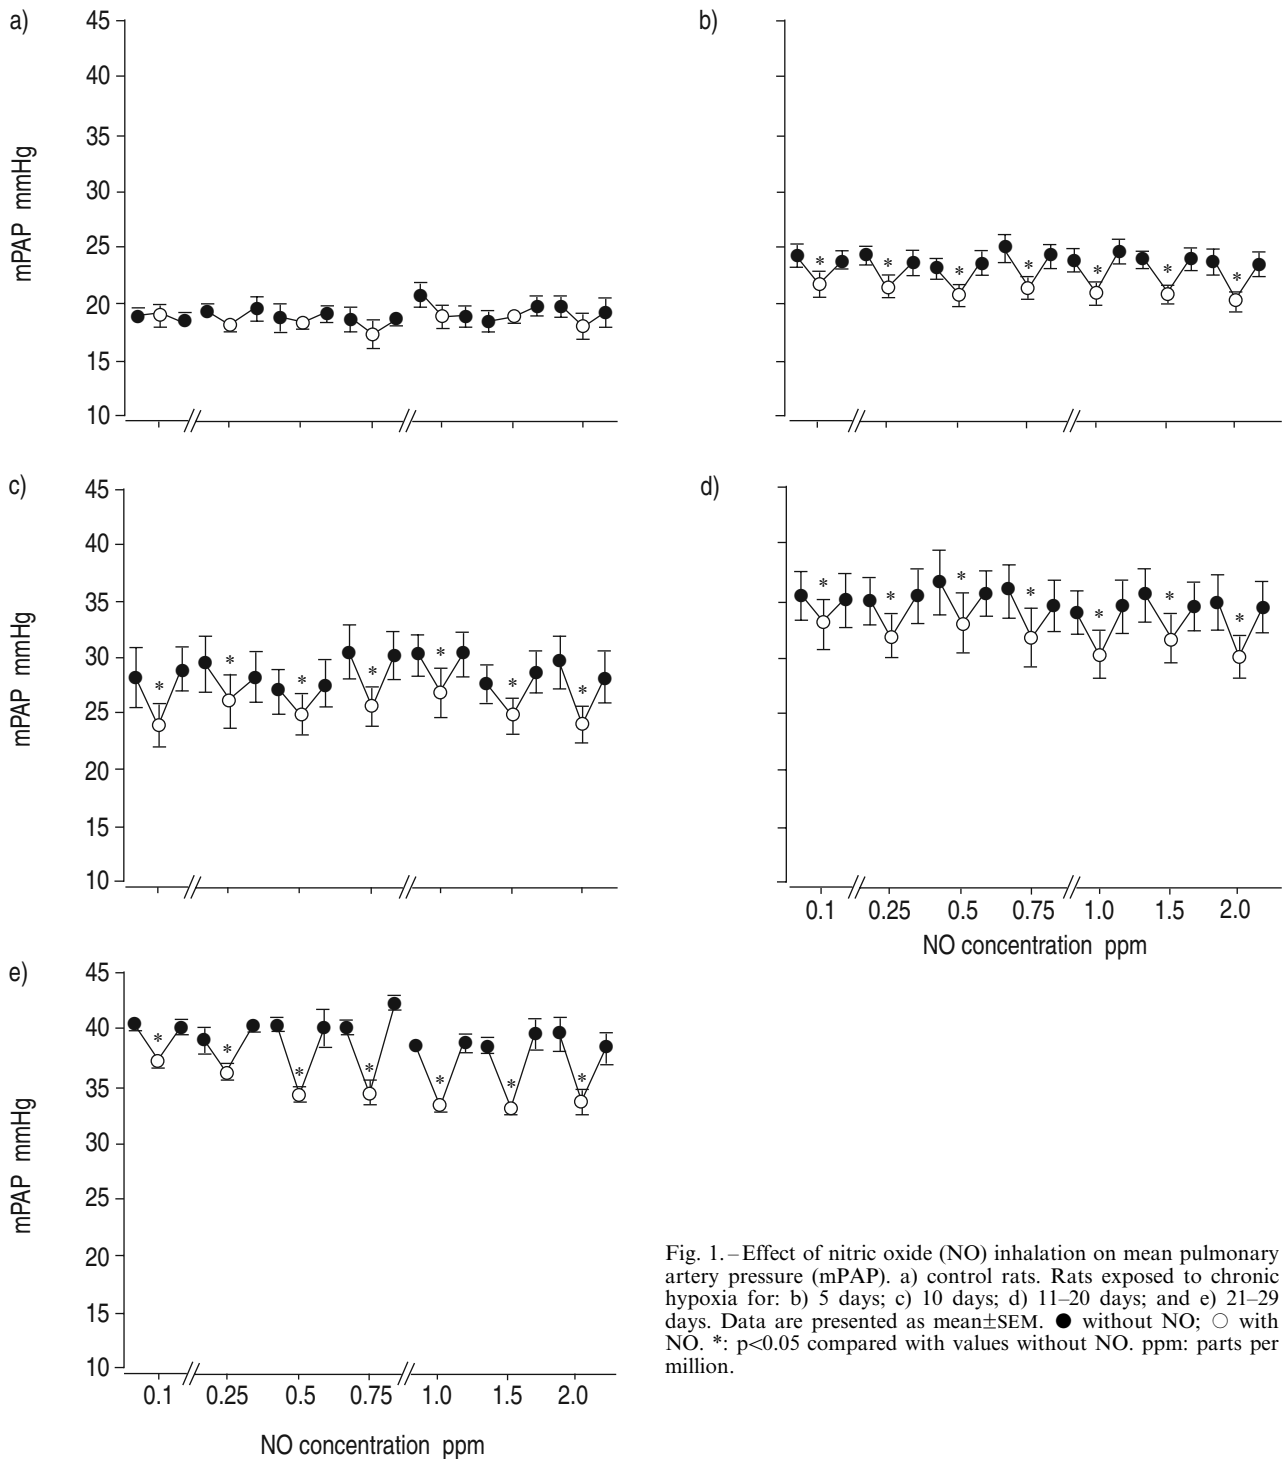 a)
45
40
35
30
25
20
15
10
mPAP mmHg
b)
* * * * * * *
c)
45
40
35
30
25
20
15
10
mPAP mmHg
* * * * * * *
d)
* * * * * * *
0.1 0.25 0.5 0.75 1.0 1.5 2.0
NO concentration ppm
e)
45
40
35
30
25
20
15
10
mPAP mmHg
* * * * * * *
0.1 0.25 0.5 0.75 1.0 1.5 2.0
NO concentration ppm
Fig. 1. – Effect of nitric oxide (NO) inhalation on mean pulmonary
artery pressure (mPAP). a) control rats. Rats exposed to chronic
hypoxia for: b) 5 days; c) 10 days; d) 11–20 days; and e) 21–29
days. Data are presented as mean±SEM. ● without NO; ○ with
NO. *: p<0.05 compared with values without NO. ppm: parts per
million.